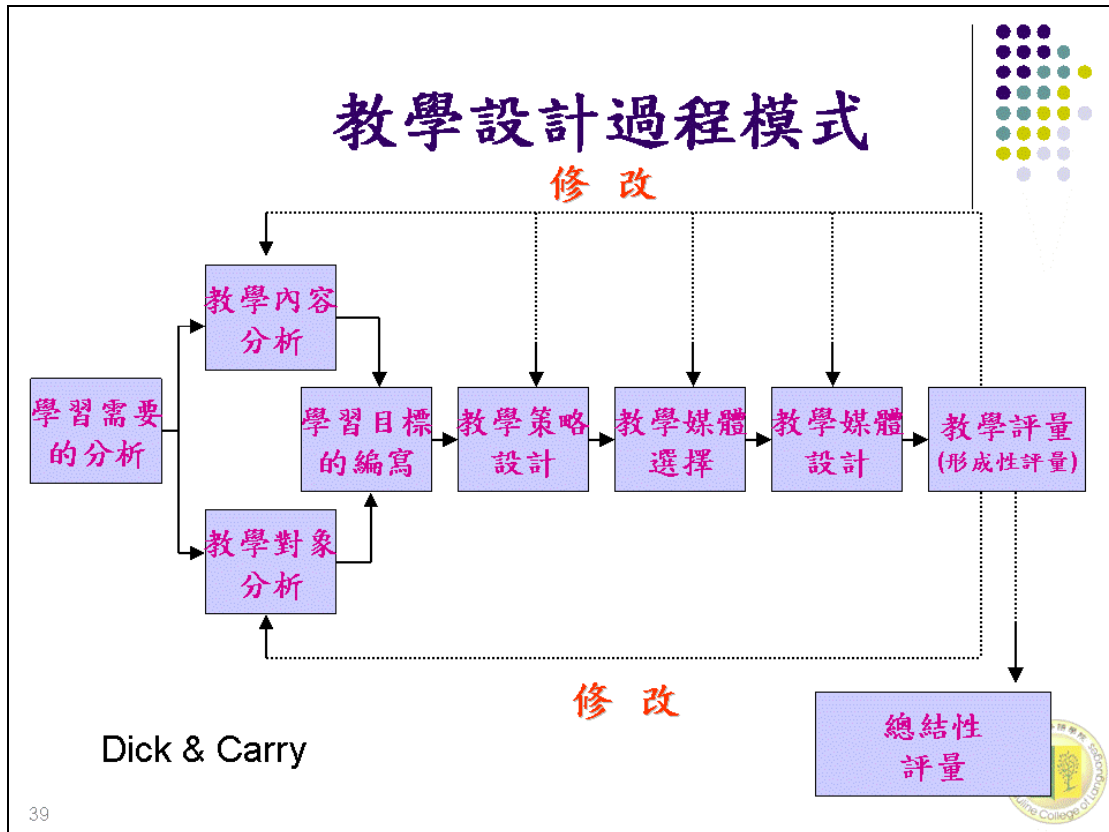 教學設計過程模式
修 改
教學內容
分析
學習需要
的分析
學習目標
的編寫
教學策略
設計
教學媒體
選擇
教學媒體
設計
教學評量
(形成性評量)
教學對象
分析
修 改
總結性
評量
Dick & Carry
39